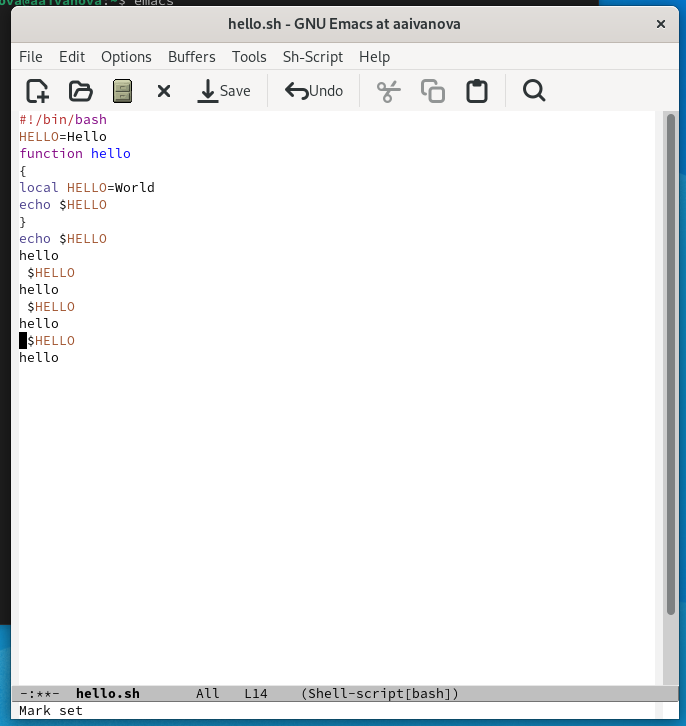 ova@aaivanova:~$ emacs
hello.sh - GNU Emacs at aaivanova
File Edit Options Buffers Tools Sh-Script Help
Save Undo
#!/bin/bash
HELLO=Hello
function hello
{
local HELLO=World
echo $HELLO
}
echo $HELLO
hello
 $HELLO
hello
 $HELLO
hello
 $HELLO
hello
-:**- hello.sh All L14 (Shell-script[bash])
Mark set